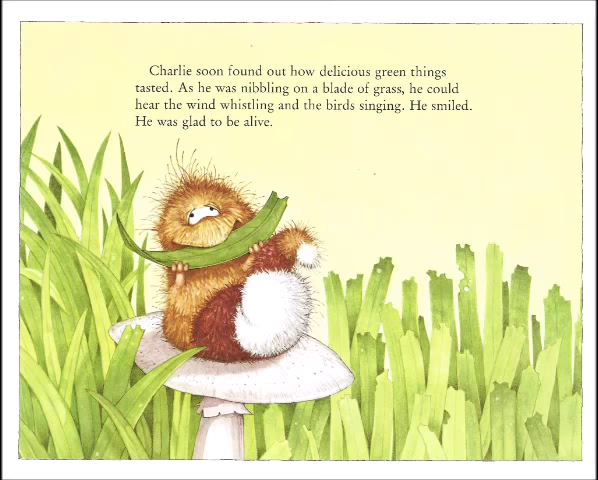 Charlie soon found out how delicious green things
tasted. As he was nibbling on a blade of grass, he could
hear the wind whistling and the birds singing. He smiled.
He was glad to be alive.